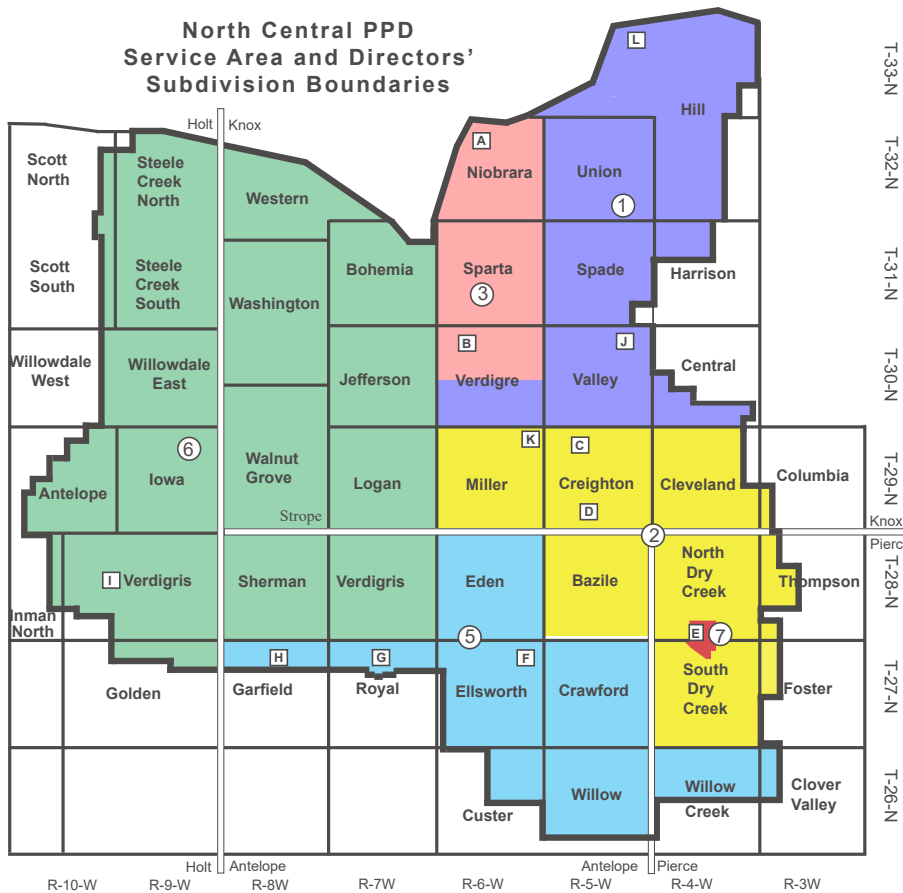 North Central PPD
Service Area and Directors'
Subdivision Boundaries
L
T-33-N
Hill
Holt
Knox
A
Scott
North
Steele
Creek
North
Western
Niobrara
Union
T-32-N
1
Scott
South
Steele
Creek
South
Washington
Bohemia
Sparta
3
Spade
Harrison
T-31-N
Willowdale
West
Willowdale
East
Jefferson
B
Verdigre
J
Valley
Central
T-30-N
6
K
C
Antelope
Iowa
Walnut
Grove
Logan
Miller
Creighton
Cleveland
Columbia
T-29-N
Strope
D
2
Knox
Pierce
I
Verdigris
Sherman
Verdigris
Eden
Bazile
North
Dry
Creek
Thompson
T-28-N
Inman
North
5
E
7
H
G
F
Golden
Garfield
Royal
Ellsworth
Crawford
South
Dry
Creek
Foster
T-27-N
Custer
Willow
Willow
Creek
Clover
Valley
T-26-N
Holt
Antelope
Antelope
Pierce
R-10-W
R-9-W
R-8W
R-7W
R-6-W
R-5-W
R-4-W
R-3W